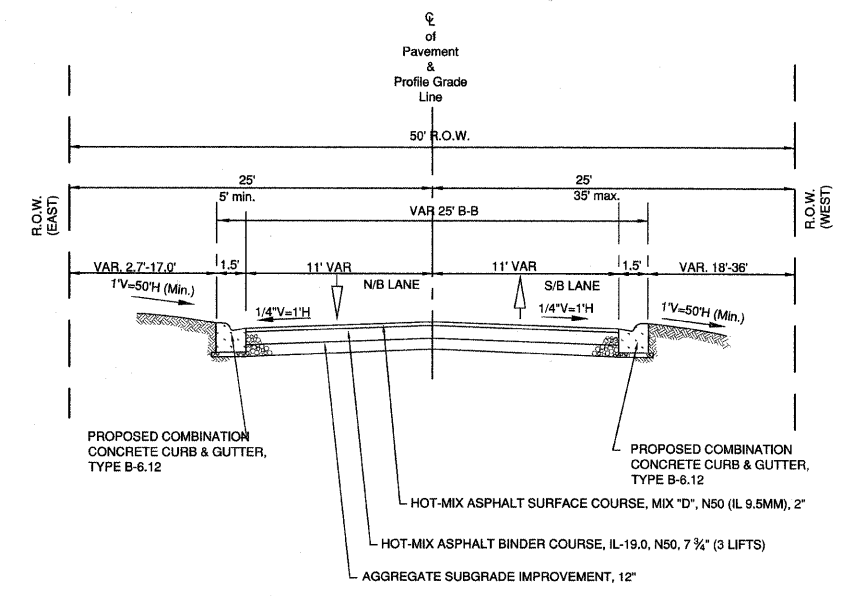 ℄
of
Pavement
&
Profile Grade
Line
50' R.O.W.
25'
25'
5' min.
35' max.
VAR 25' B-B
R.O.W.
(EAST)
R.O.W.
(WEST)
VAR. 2.7'-17.0'
1.5'
11' VAR
11' VAR
1.5'
VAR. 18'-36'
N/B LANE
S/B LANE
1'V=50'H (Min.)
1/4"V=1'H
1/4"V=1'H
1'V=50'H (Min.)
PROPOSED COMBINATION
CONCRETE CURB & GUTTER,
TYPE B-6.12
PROPOSED COMBINATION
CONCRETE CURB & GUTTER,
TYPE B-6.12
HOT-MIX ASPHALT SURFACE COURSE, MIX "D", N50 (IL 9.5MM), 2"
HOT-MIX ASPHALT BINDER COURSE, IL-19.0, N50, 7 ¾" (3 LIFTS)
AGGREGATE SUBGRADE IMPROVEMENT, 12"